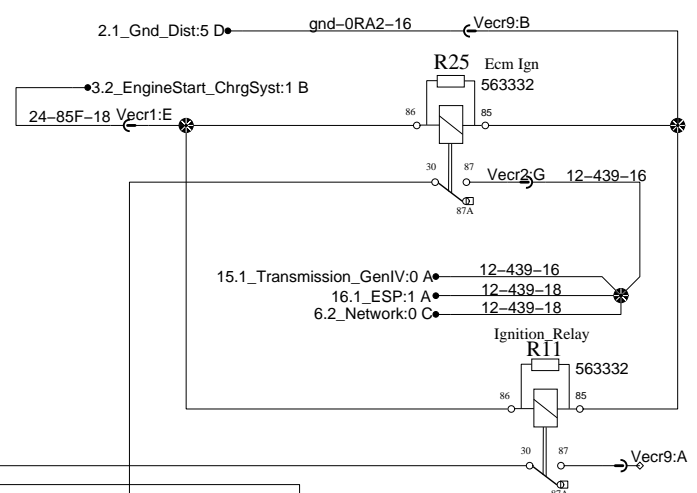 2.1_Gnd_Dist:5 D
gnd−0RA2−16
Vecr9:B
R25 Ecm Ign
563332
3.2_EngineStart_ChrgSyst:1 B
24−85F−18 Vecr1:E
86
85
30
87
87A
Vecr2:G
12−439−16
15.1_Transmission_GenIV:0 A
12−439−16
16.1_ESP:1 A
12−439−18
6.2_Network:0 C
12−439−18
Ignition_Relay
R11
563332
86
85
30
87
87A
Vecr9:A